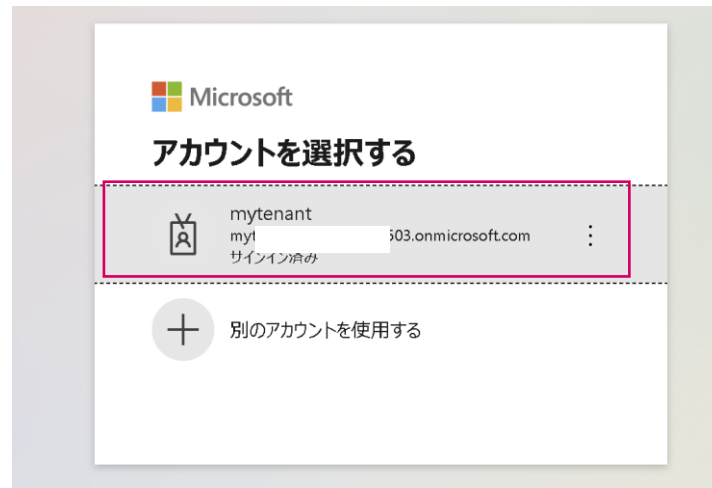 Microsoft
アカウントを選択する
mytenant
myt 503.onmicrosoft.com
サインイン済み
別のアカウントを使用する